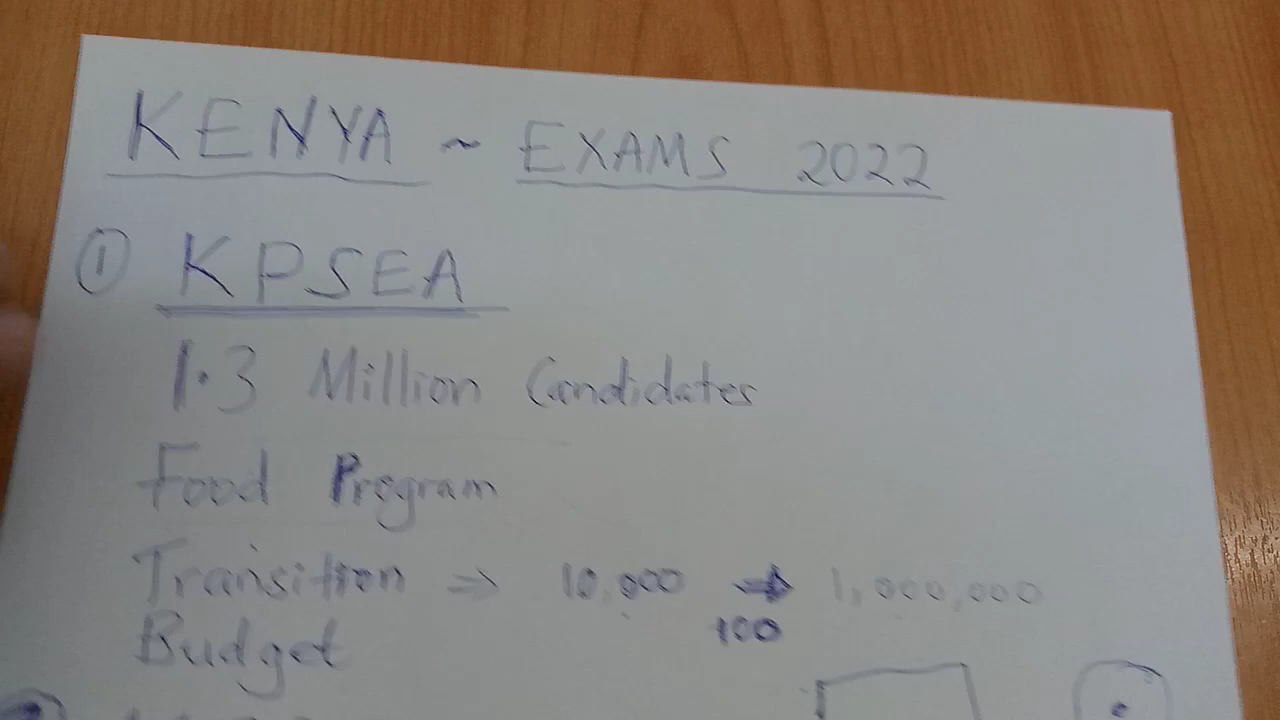 KENYA ~ EXAMS 2022
① KPSEA
1.3 Million Candidates
Food Program
Transition ⇒ 10,000 ⇒ 1,000,000
100
Budget